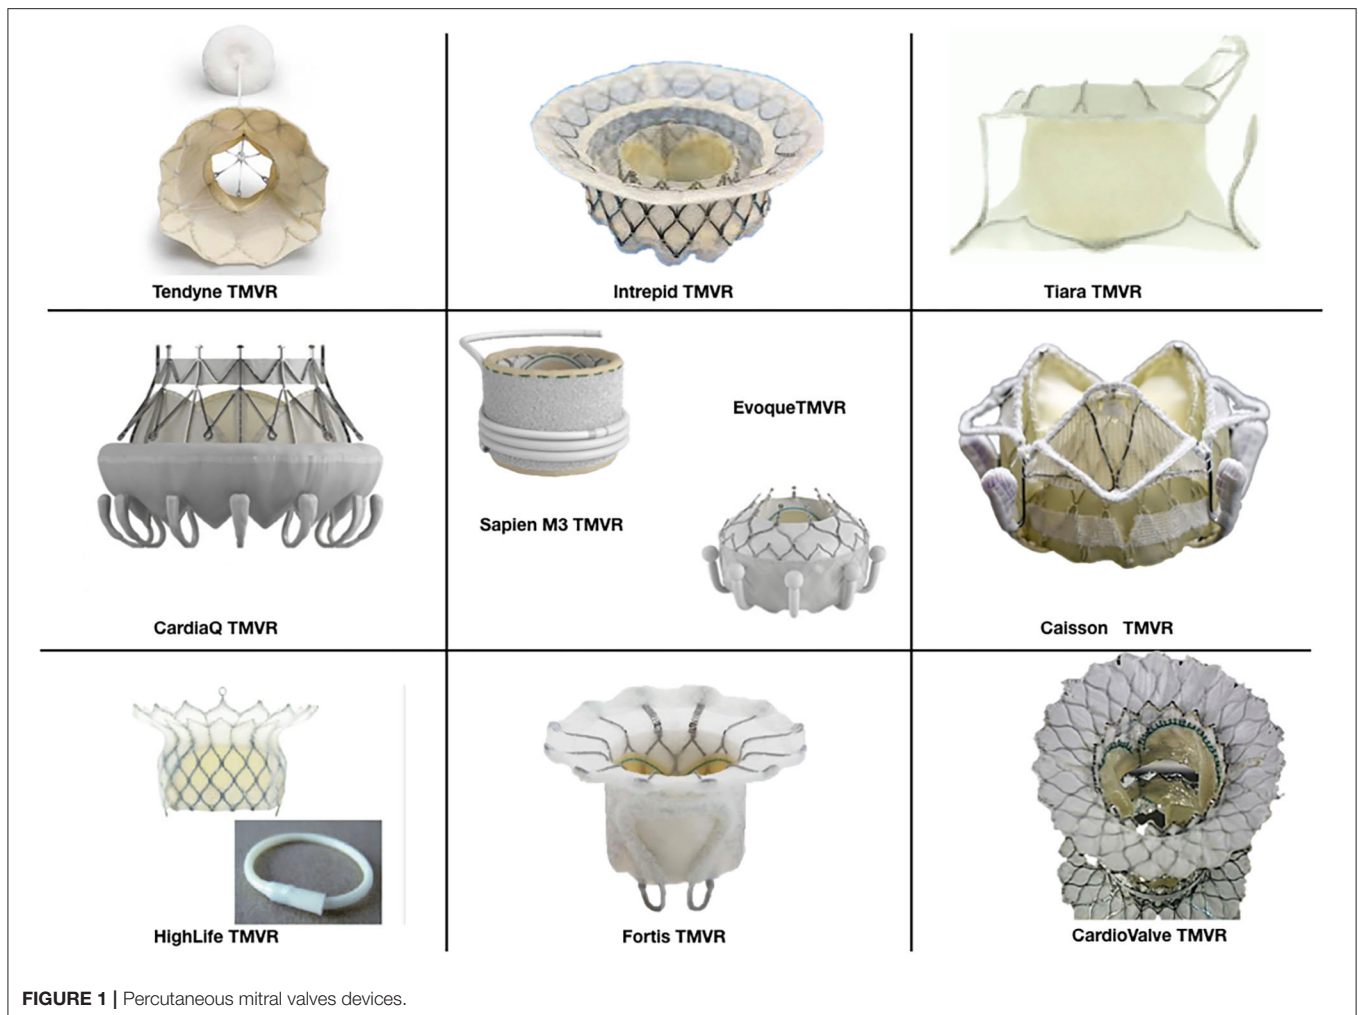 Tendyne TMVR
Intrepid TMVR
Tiara TMVR
EvoqueTMVR
Sapien M3 TMVR
CardiaQ TMVR
Caisson TMVR
HighLife TMVR
Fortis TMVR
CardioValve TMVR
FIGURE 1 | Percutaneous mitral valves devices.